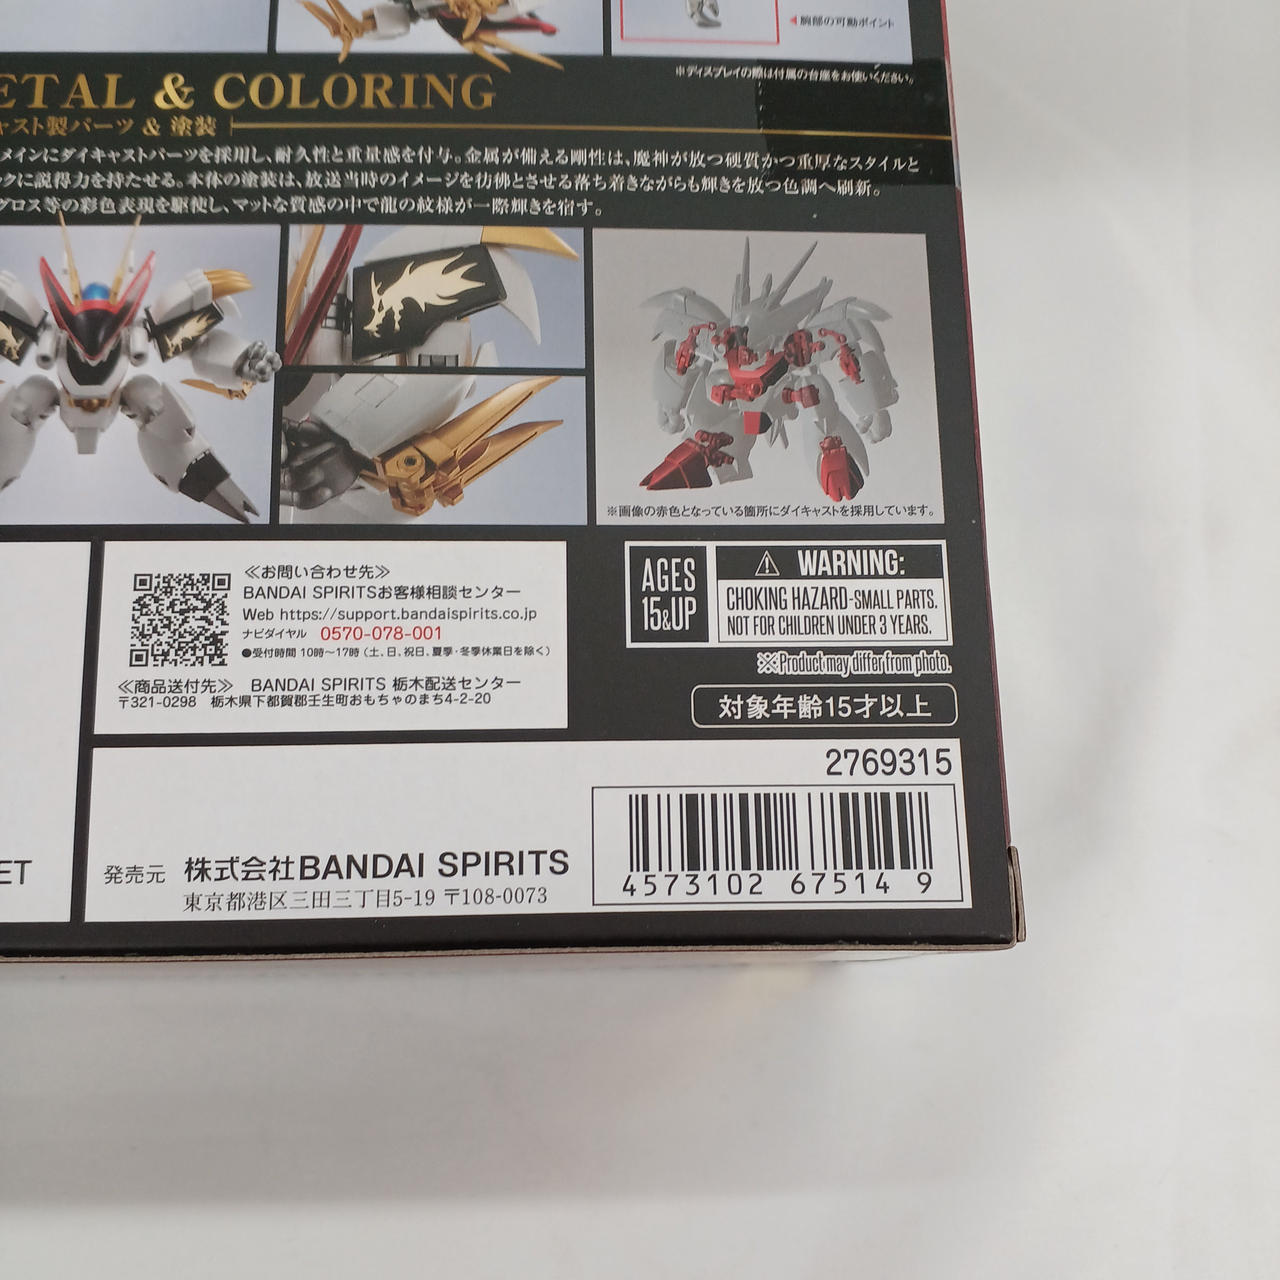 ◀胸部の可動ポイント
※ディスプレイの際は付属の台座をお使いください。
ETAL & COLORING
ャスト製パーツ & 塗装
メインにダイキャストパーツを採用し、耐久性と重量感を付与。金属が備える剛性は、魔神が放つ硬質かつ重厚なスタイルと
ックに説得力を持たせる。本体の塗装は、放送当時のイメージを彷彿とさせる落ち着きながらも輝きを放つ色調へ刷新。
グロス等の彩色表現を駆使し、マットな質感の中で龍の紋様が一際輝きを宿す。
※画像の赤色となっている箇所にダイキャストを採用しています。
≪お問い合わせ先≫
BANDAI SPIRITSお客様相談センター
Web https://support.bandaispirits.co.jp
ナビダイヤル 0570-078-001
●受付時間 10時〜17時（土、日、祝日、夏季・冬季休業日を除く）
≪商品送付先≫ BANDAI SPIRITS 栃木配送センター
〒321-0298 栃木県下都賀郡壬生町おもちゃのまち4-2-20
AGES
15&UP
⚠ WARNING:
CHOKING HAZARD-SMALL PARTS.
NOT FOR CHILDREN UNDER 3 YEARS.
※Product may differ from photo.
対象年齢15才以上
2769315
4573102 67514 9
ET
発売元 株式会社BANDAI SPIRITS
東京都港区三田三丁目5-19 〒108-0073